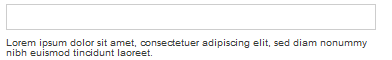 Lorem ipsum dolor sit amet, consectetuer adipiscing elit, sed diam nonummy
nibh euismod tincidunt laoreet.